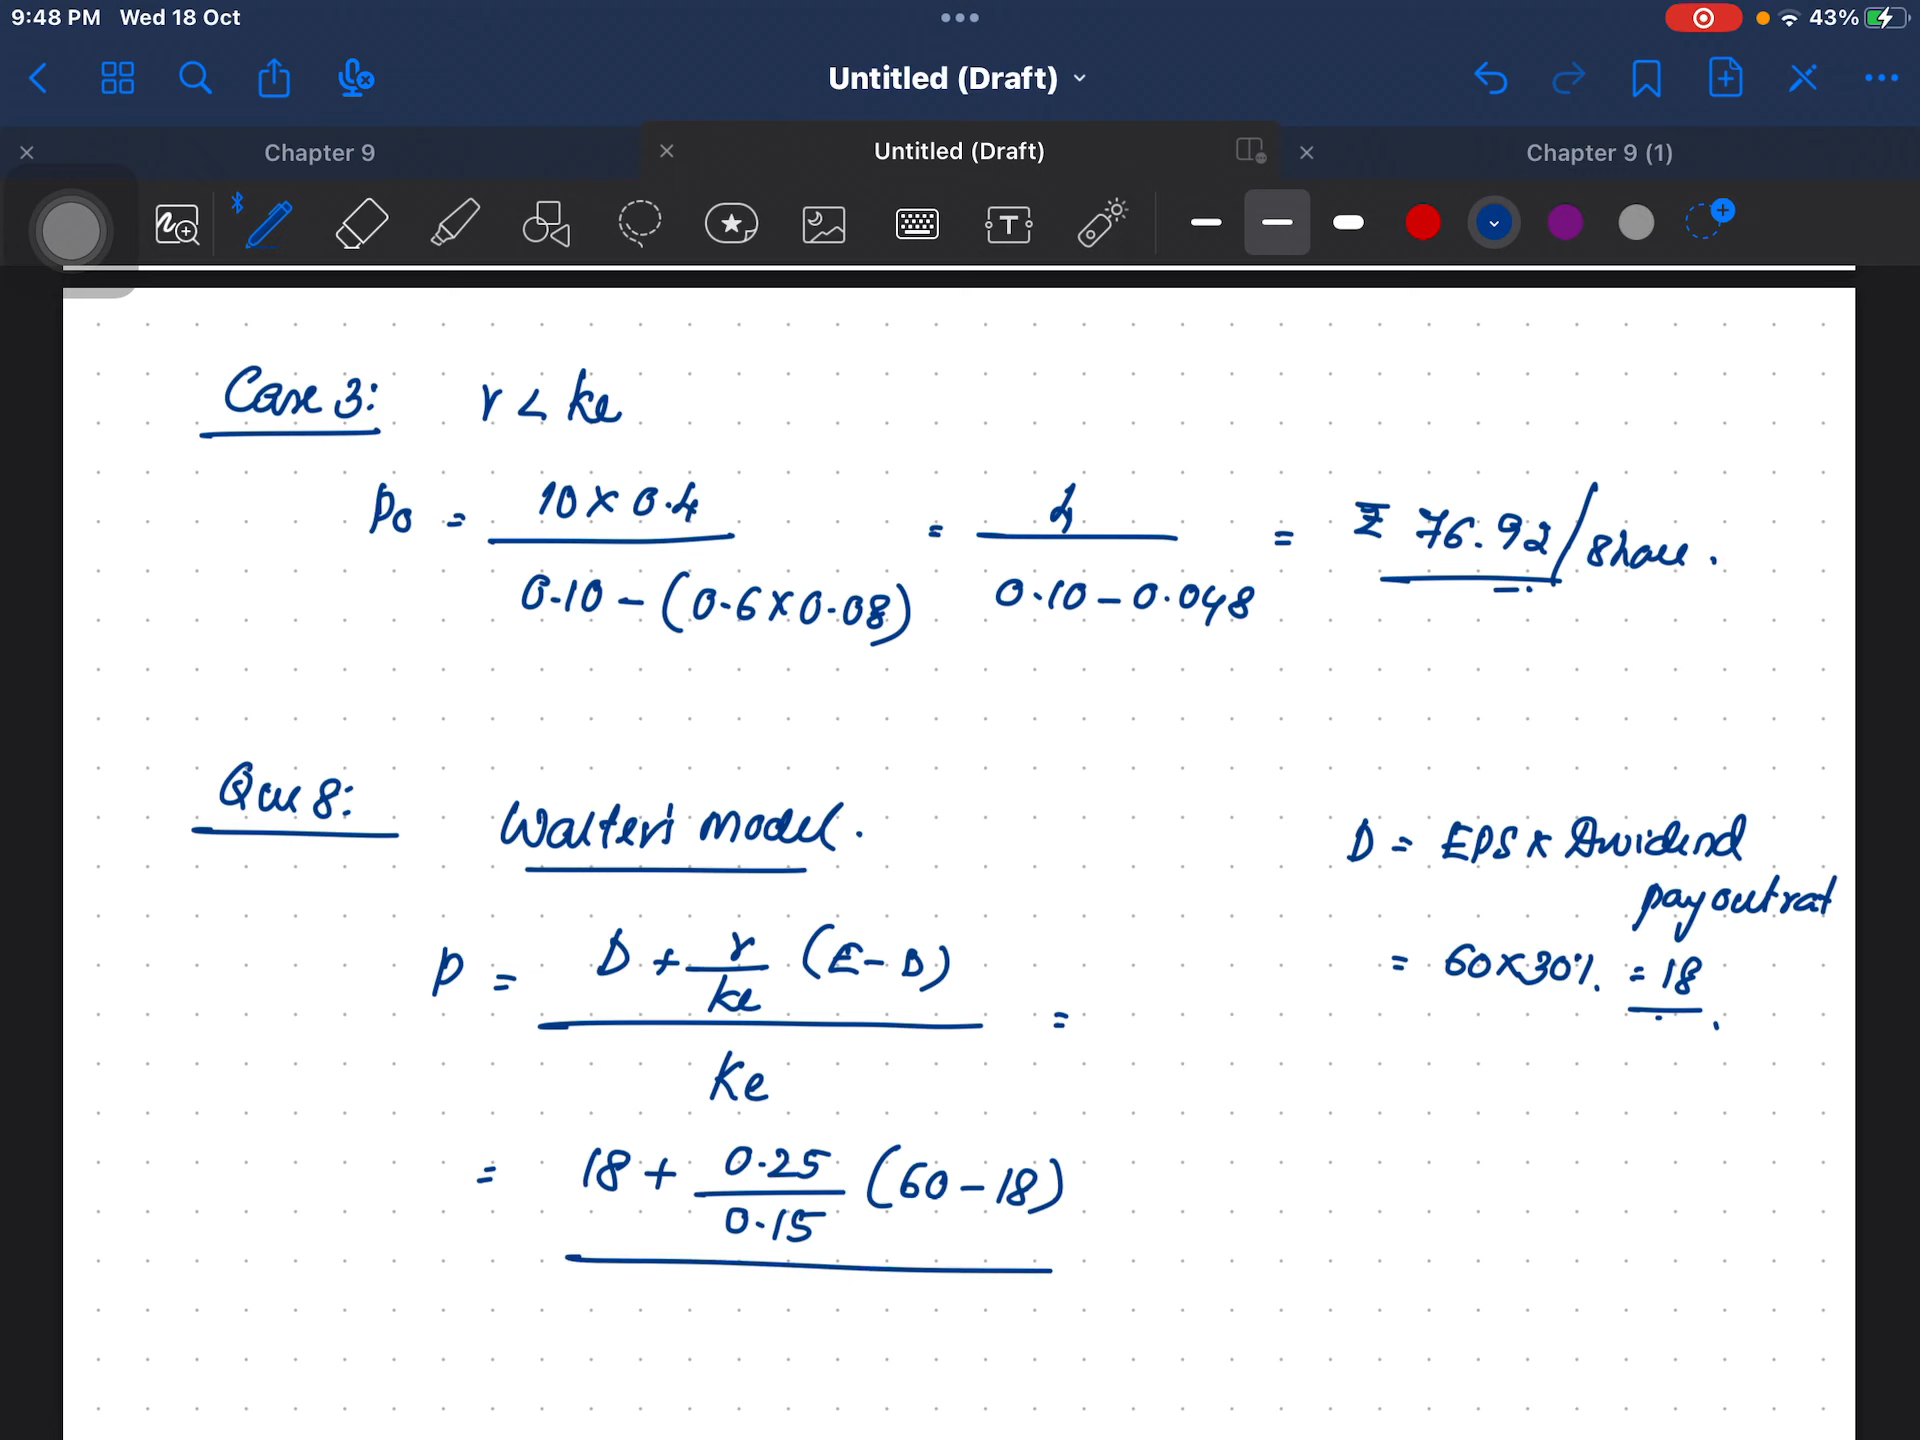 9:48 PM Wed 18 Oct
43%
Untitled (Draft)
Chapter 9
Untitled (Draft)
Chapter 9 (1)
T
Case 3: r < ke
P0 = 10 × 0.4 / 0.10 - (0.6 × 0.08) = 4 / 0.10 - 0.048 = ₹ 76.92/share.
Que 8: Walter's model.
D = EPS × Dividend
payout rat
= 60 × 30% = 18.
P = D + r/ke (E - D) / Ke =
= 18 + 0.25/0.15 (60 - 18)